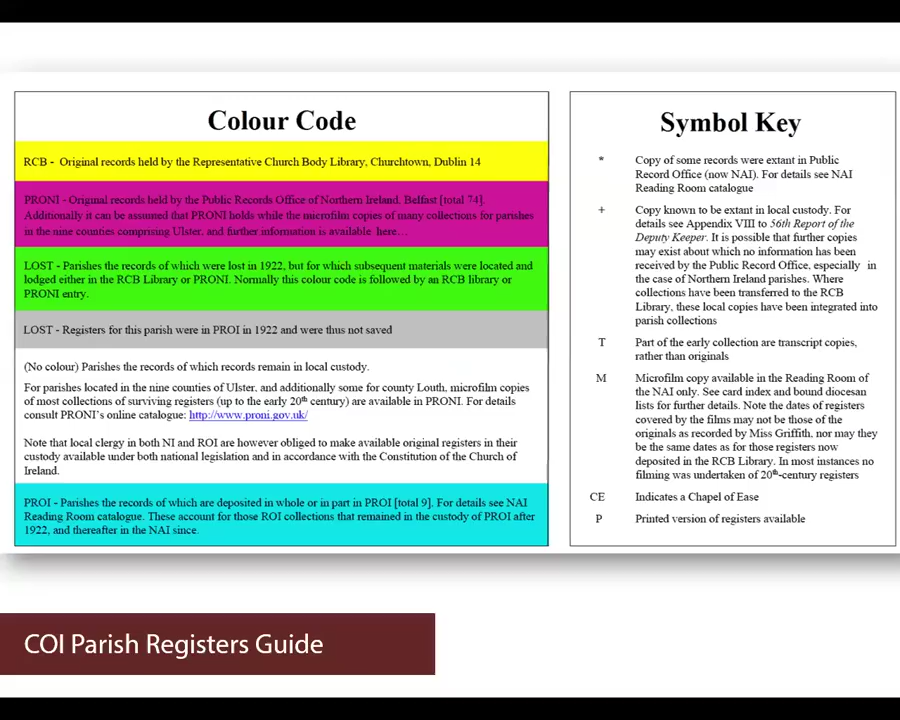 Colour Code
RCB - Original records held by the Representative Church Body Library, Churchtown, Dublin 14
PRONI - Original records held by the Public Records Office of Northern Ireland, Belfast [total 74].
Additionally it can be assumed that PRONI holds while the microfilm copies of many collections for parishes
in the nine counties comprising Ulster, and further information is available here…
LOST - Parishes the records of which were lost in 1922, but for which subsequent materials were located and
lodged either in the RCB Library or PRONI. Normally this colour code is followed by an RCB library or
PRONI entry.
LOST - Registers for this parish were in PROI in 1922 and were thus not saved
(No colour) Parishes the records of which records remain in local custody.
For parishes located in the nine counties of Ulster, and additionally some for county Louth, microfilm copies
of most collections of surviving registers (up to the early 20th century) are available in PRONI. For details
consult PRONI's online catalogue: http://www.proni.gov.uk/
Note that local clergy in both NI and ROI are however obliged to make available original registers in their
custody available under both national legislation and in accordance with the Constitution of the Church of
Ireland.
PROI - Parishes the records of which are deposited in whole or in part in PROI [total 9]. For details see NAI
Reading Room catalogue. These account for those ROI collections that remained in the custody of PROI after
1922, and thereafter in the NAI since.
Symbol Key
* Copy of some records were extant in Public
Record Office (now NAI). For details see NAI
Reading Room catalogue
+ Copy known to be extant in local custody. For
details see Appendix VIII to 56th Report of the
Deputy Keeper. It is possible that further copies
may exist about which no information has been
received by the Public Record Office, especially in
the case of Northern Ireland parishes. Where
collections have been transferred to the RCB
Library, these local copies have been integrated into
parish collections
T Part of the early collection are transcript copies,
rather than originals
M Microfilm copy available in the Reading Room of
the NAI only. See card index and bound diocesan
lists for further details. Note the dates of registers
covered by the films may not be those of the
originals as recorded by Miss Griffith, nor may they
be the same dates as for those registers now
deposited in the RCB Library. In most instances no
filming was undertaken of 20th-century registers
CE Indicates a Chapel of Ease
P Printed version of registers available
COI Parish Registers Guide